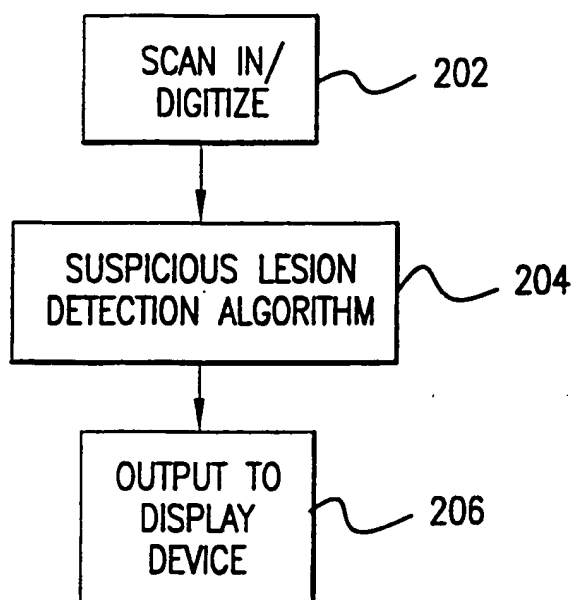 SCAN IN/
DIGITIZE
202
SUSPICIOUS LESION
DETECTION ALGORITHM
204
OUTPUT TO
DISPLAY
DEVICE
206